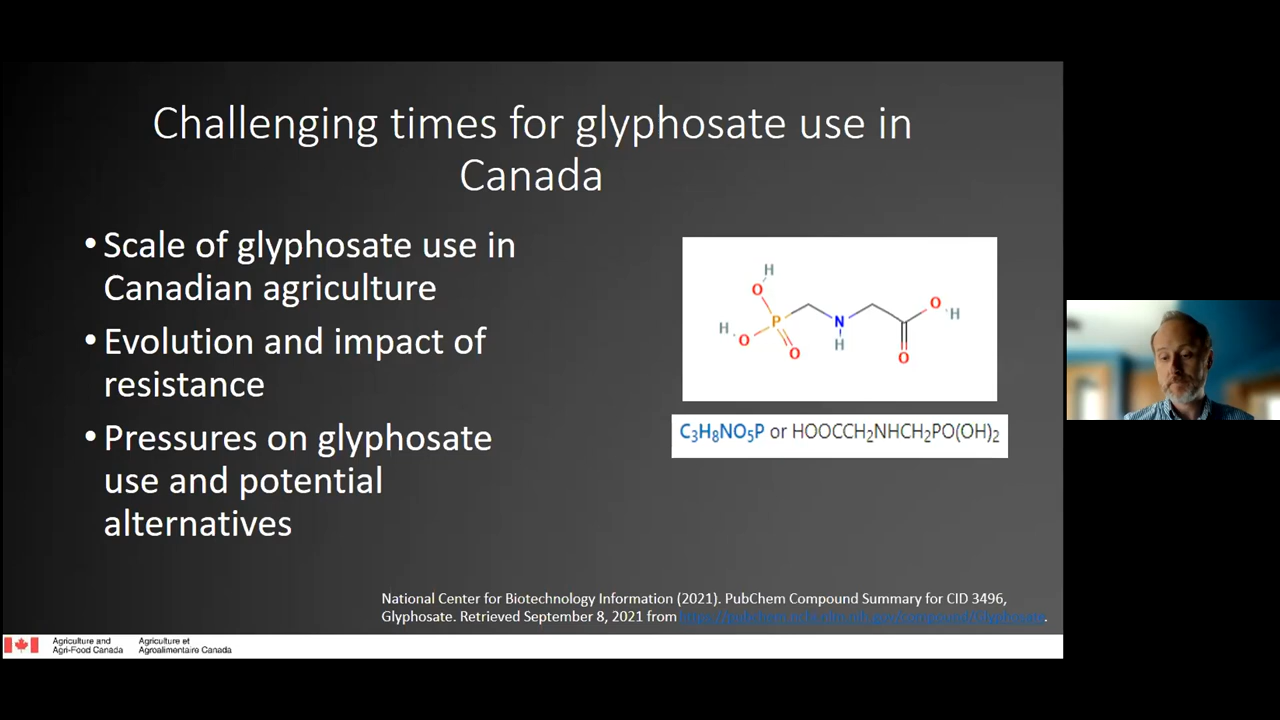 Challenging times for glyphosate use in
Canada
• Scale of glyphosate use in
Canadian agriculture
• Evolution and impact of
resistance
• Pressures on glyphosate
use and potential
alternatives
H
O
H
O
P
O
N
H
O
H
O
C₃H₈NO₅P or HOOCCH₂NHCH₂PO(OH)₂
National Center for Biotechnology Information (2021). PubChem Compound Summary for CID 3496,
Glyphosate. Retrieved September 8, 2021 from https://pubchem.ncbi.nlm.nih.gov/compound/Glyphosate.
Agriculture and
Agri-Food Canada
Agriculture et
Agroalimentaire Canada